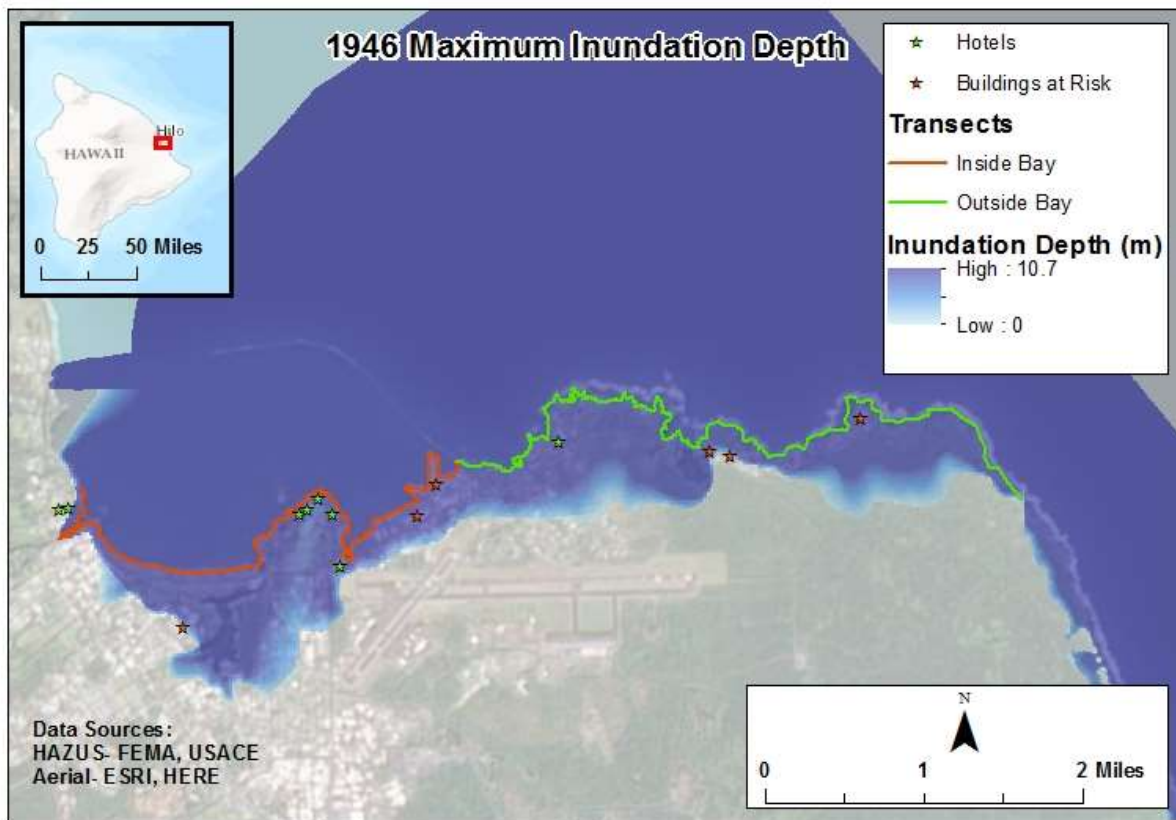 1946 Maximum Inundation Depth
Hilo
HAWAII
0 25 50 Miles
Hotels
Buildings at Risk
Transects
Inside Bay
Outside Bay
Inundation Depth (m)
High : 10.7
Low : 0
Data Sources:
HAZUS- FEMA, USACE
Aerial- ESRI, HERE
N
0 1 2 Miles